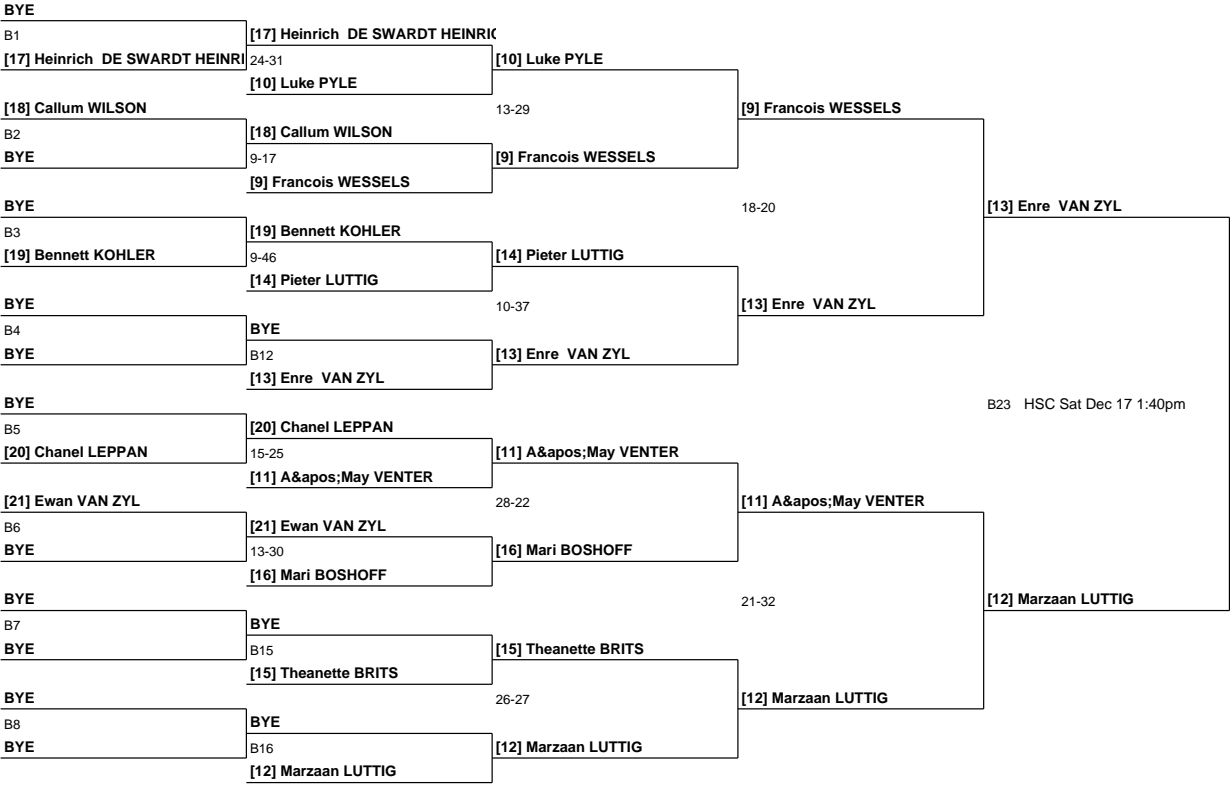 BYE
B1
[17] Heinrich  DE SWARDT HEINRI
[17] Heinrich  DE SWARDT HEINRIC
24-31
[10] Luke PYLE
[10] Luke PYLE
[18] Callum WILSON
B2
BYE
[18] Callum WILSON
9-17
[9] Francois WESSELS
13-29
[9] Francois WESSELS
[9] Francois WESSELS
BYE
B3
[19] Bennett KOHLER
[19] Bennett KOHLER
9-46
[14] Pieter LUTTIG
[14] Pieter LUTTIG
18-20
[13] Enre  VAN ZYL
BYE
B4
BYE
BYE
B12
[13] Enre  VAN ZYL
10-37
[13] Enre  VAN ZYL
[13] Enre  VAN ZYL
B23 HSC Sat Dec 17 1:40pm
BYE
B5
[20] Chanel LEPPAN
[20] Chanel LEPPAN
15-25
[11] A&apos;May VENTER
[11] A&apos;May VENTER
[21] Ewan VAN ZYL
B6
BYE
[21] Ewan VAN ZYL
13-30
[16] Mari BOSHOFF
28-22
[16] Mari BOSHOFF
[11] A&apos;May VENTER
BYE
B7
BYE
BYE
B15
[15] Theanette BRITS
[15] Theanette BRITS
21-32
[12] Marzaan LUTTIG
BYE
B8
BYE
BYE
B16
[12] Marzaan LUTTIG
26-27
[12] Marzaan LUTTIG
[12] Marzaan LUTTIG